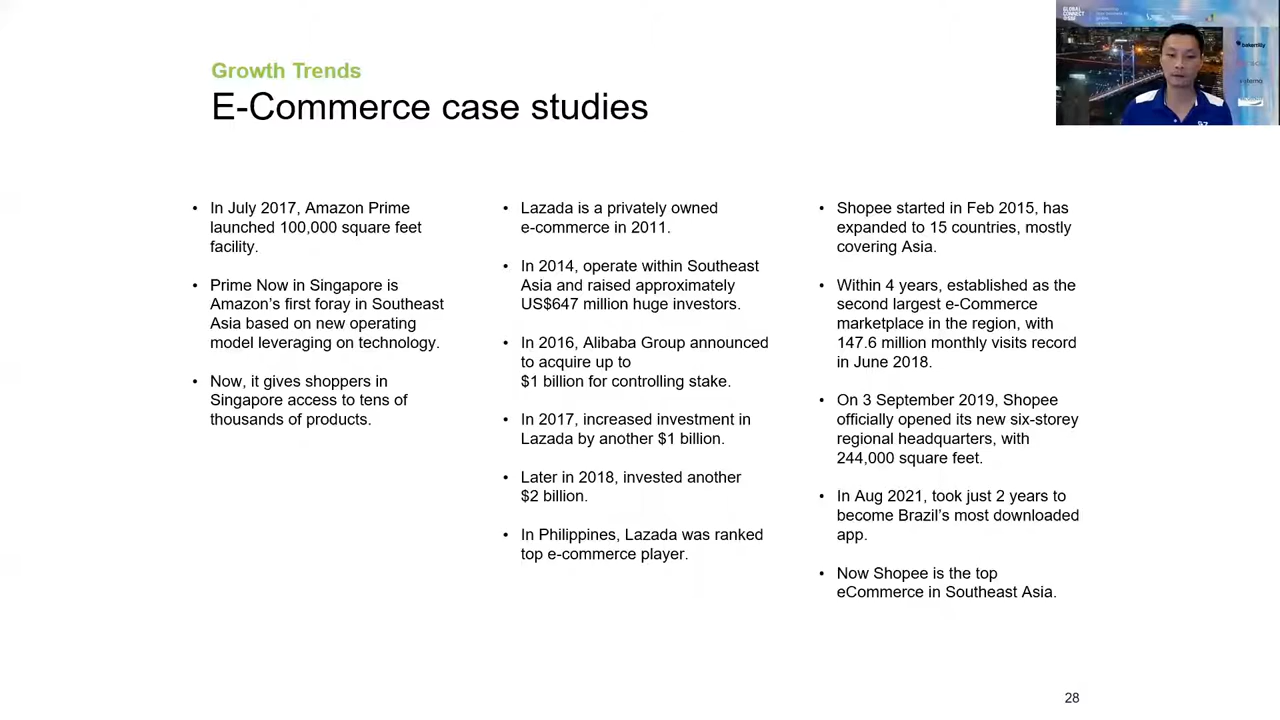 Growth Trends
E-Commerce case studies
• In July 2017, Amazon Prime
launched 100,000 square feet
facility.
• Prime Now in Singapore is
Amazon’s first foray in Southeast
Asia based on new operating
model leveraging on technology.
• Now, it gives shoppers in
Singapore access to tens of
thousands of products.
• Lazada is a privately owned
e-commerce in 2011.
• In 2014, operate within Southeast
Asia and raised approximately
US$647 million huge investors.
• In 2016, Alibaba Group announced
to acquire up to
$1 billion for controlling stake.
• In 2017, increased investment in
Lazada by another $1 billion.
• Later in 2018, invested another
$2 billion.
• In Philippines, Lazada was ranked
top e-commerce player.
• Shopee started in Feb 2015, has
expanded to 15 countries, mostly
covering Asia.
• Within 4 years, established as the
second largest e-Commerce
marketplace in the region, with
147.6 million monthly visits record
in June 2018.
• On 3 September 2019, Shopee
officially opened its new six-storey
regional headquarters, with
244,000 square feet.
• In Aug 2021, took just 2 years to
become Brazil’s most downloaded
app.
• Now Shopee is the top
eCommerce in Southeast Asia.
GLOBAL
CONNECT
bakertilly
28